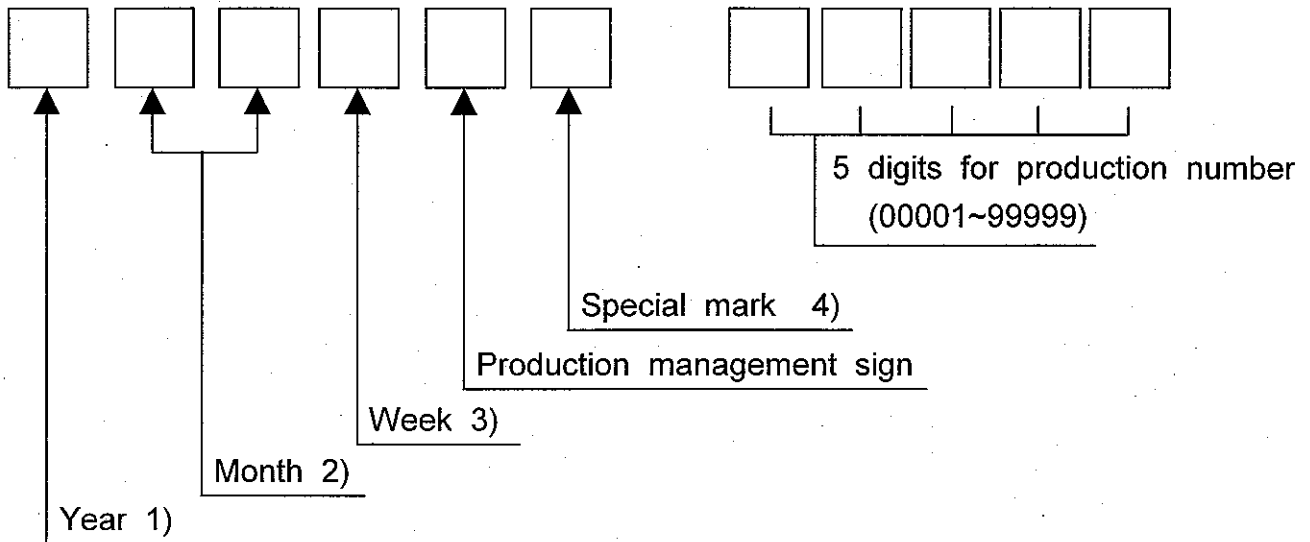 5 digits for production number
(00001~99999)
Special mark 4)
Production management sign
Week 3)
Month 2)
Year 1)